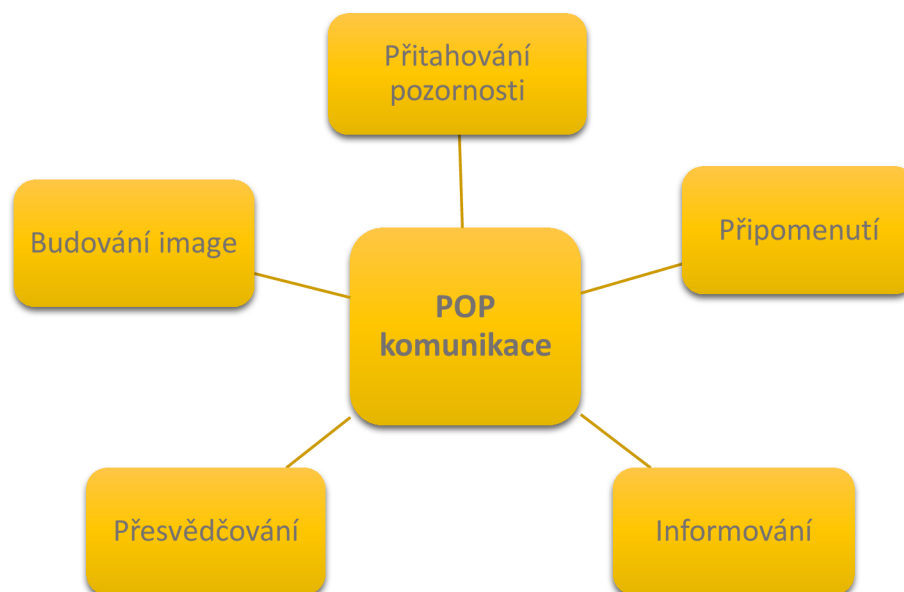 Přitahování
pozornosti
Budování image
Připomenutí
POP
komunikace
Přesvědčování
Informování